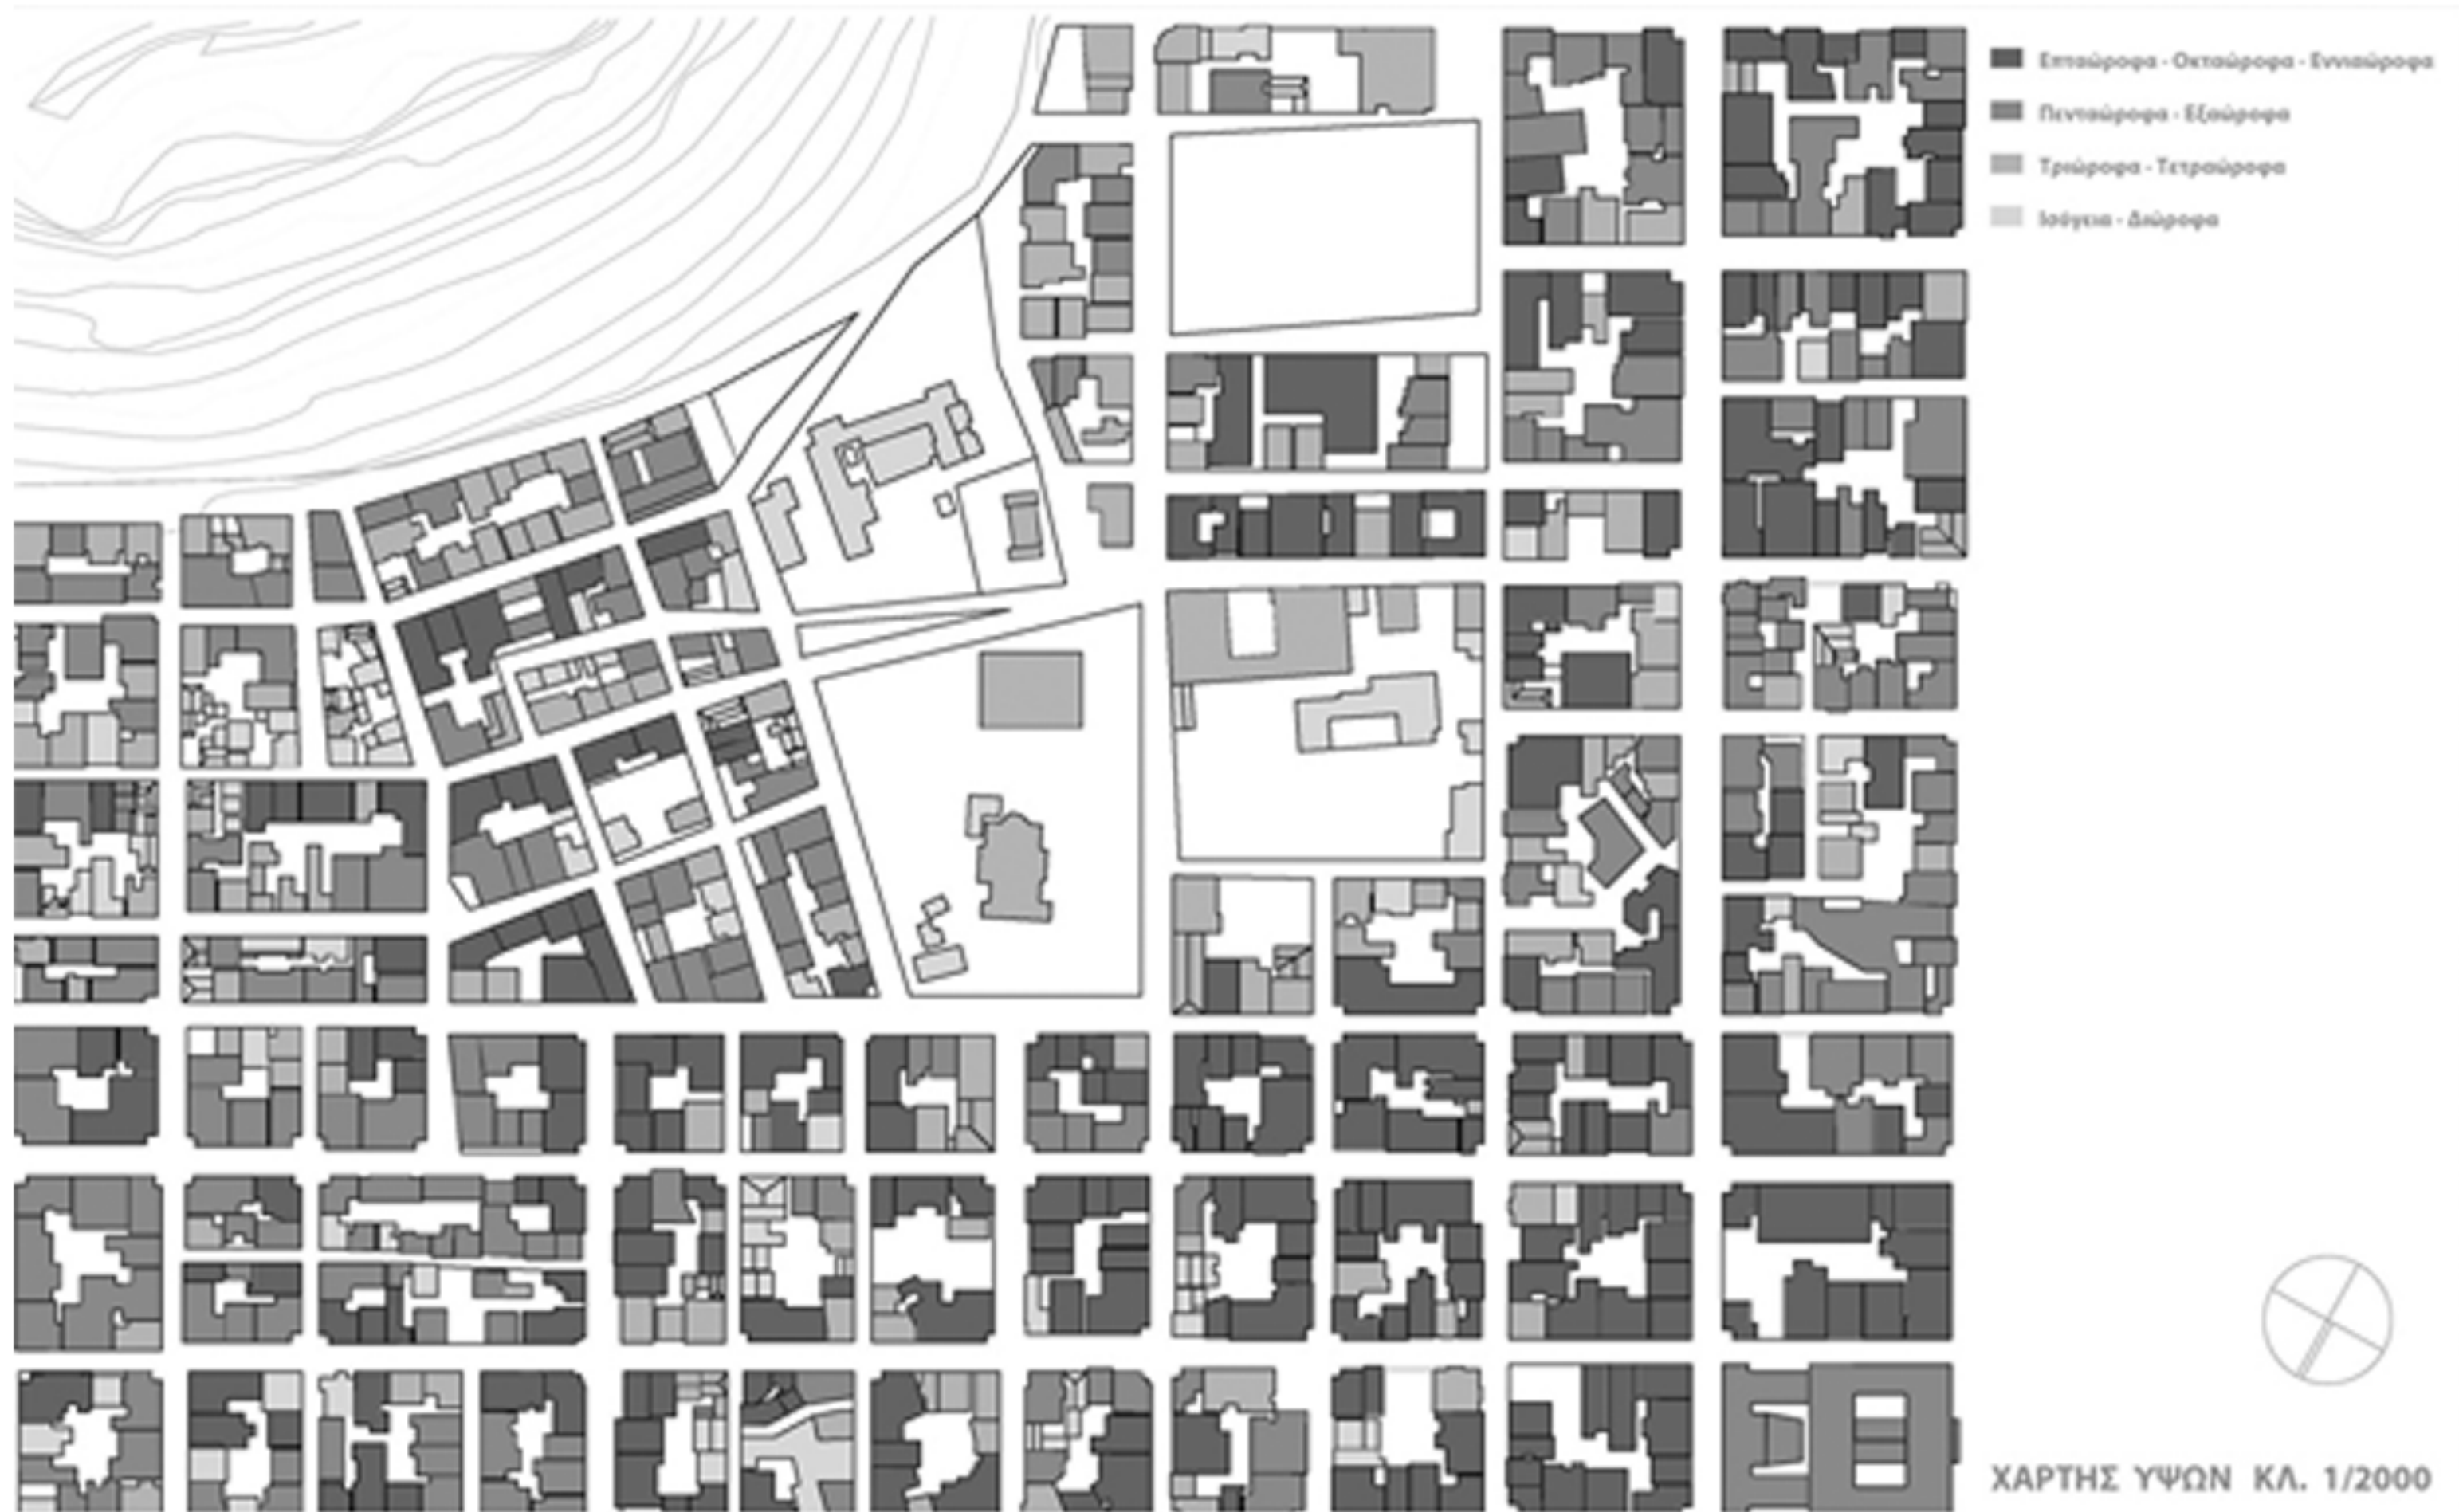 Επταώροφα - Οκταώροφα - Εννιαώροφα
Πενταώροφα - Εξαώροφα
Τριώροφα - Τετραώροφα
Ισόγεια - Διώροφα
ΧΑΡΤΗΣ ΥΨΩΝ ΚΛ. 1/2000